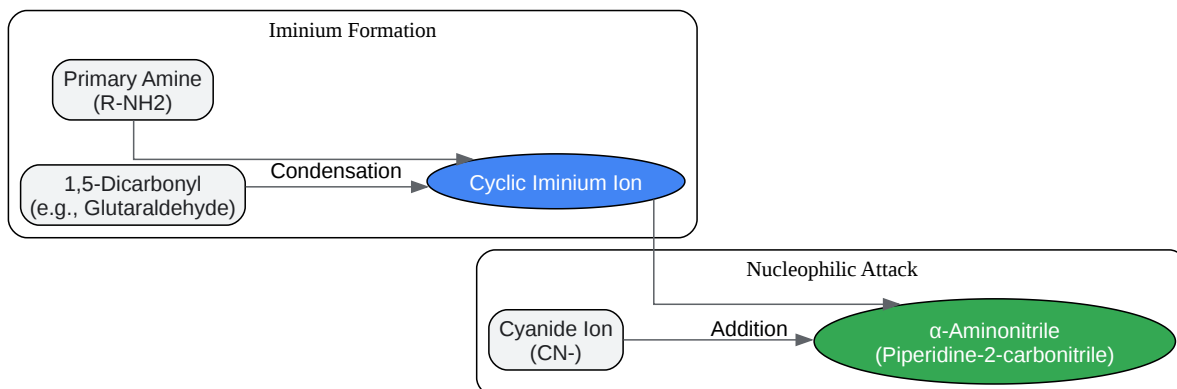 Iminium Formation
Primary Amine
(R-NH2)
Condensation
1,5-Dicarbonyl
(e.g., Glutaraldehyde)
Cyclic Iminium Ion
Nucleophilic Attack
Cyanide Ion
(CN-)
Addition
α-Aminonitrile
(Piperidine-2-carbonitrile)